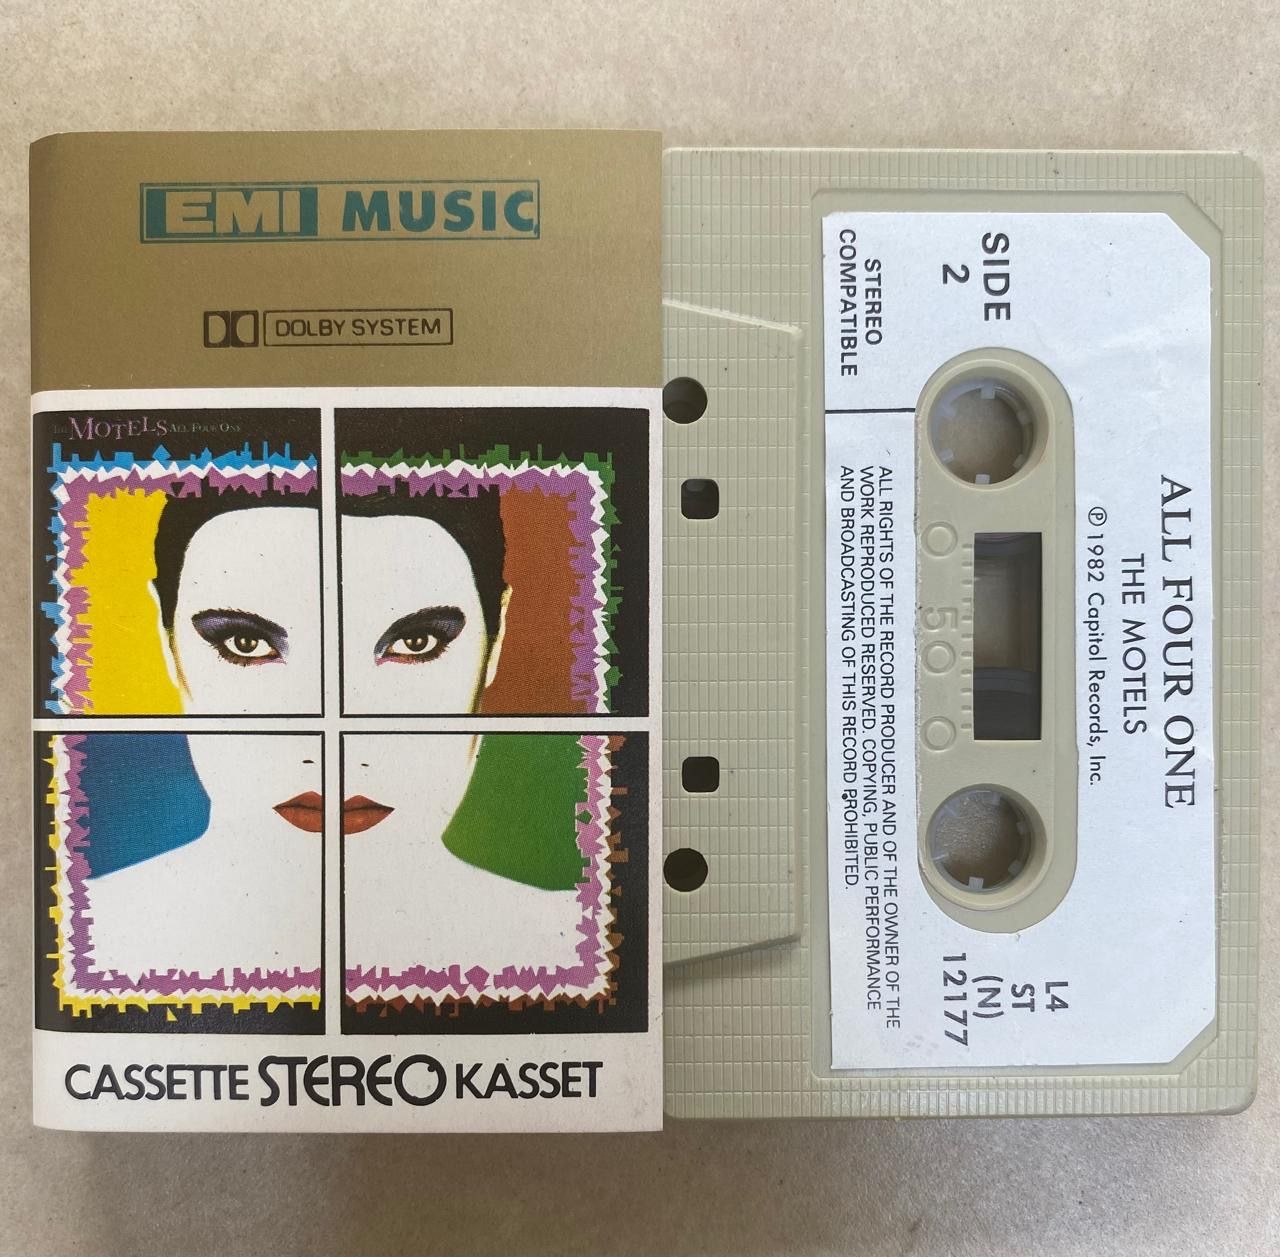 EMI MUSIC
DOLBY SYSTEM
THE MOTELS ALL FOUR ONE
CASSETTE STEREO KASSET
ALL FOUR ONE
THE MOTELS
℗ 1982 Capitol Records, Inc.
SIDE
2
STEREO
COMPATIBLE
0 50 0
L4
ST
(N)
12177
ALL RIGHTS OF THE RECORD PRODUCER AND OF THE OWNER OF THE
WORK REPRODUCED RESERVED. COPYING, PUBLIC PERFORMANCE
AND BROADCASTING OF THIS RECORD PROHIBITED.